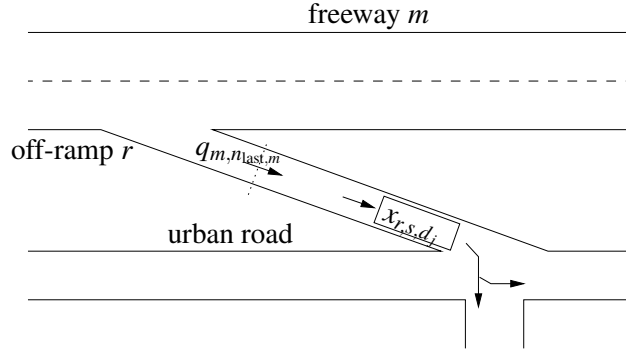 freeway m
off-ramp r
q_{m,n_{last,m}}
x_{r,s,d_j}
urban road